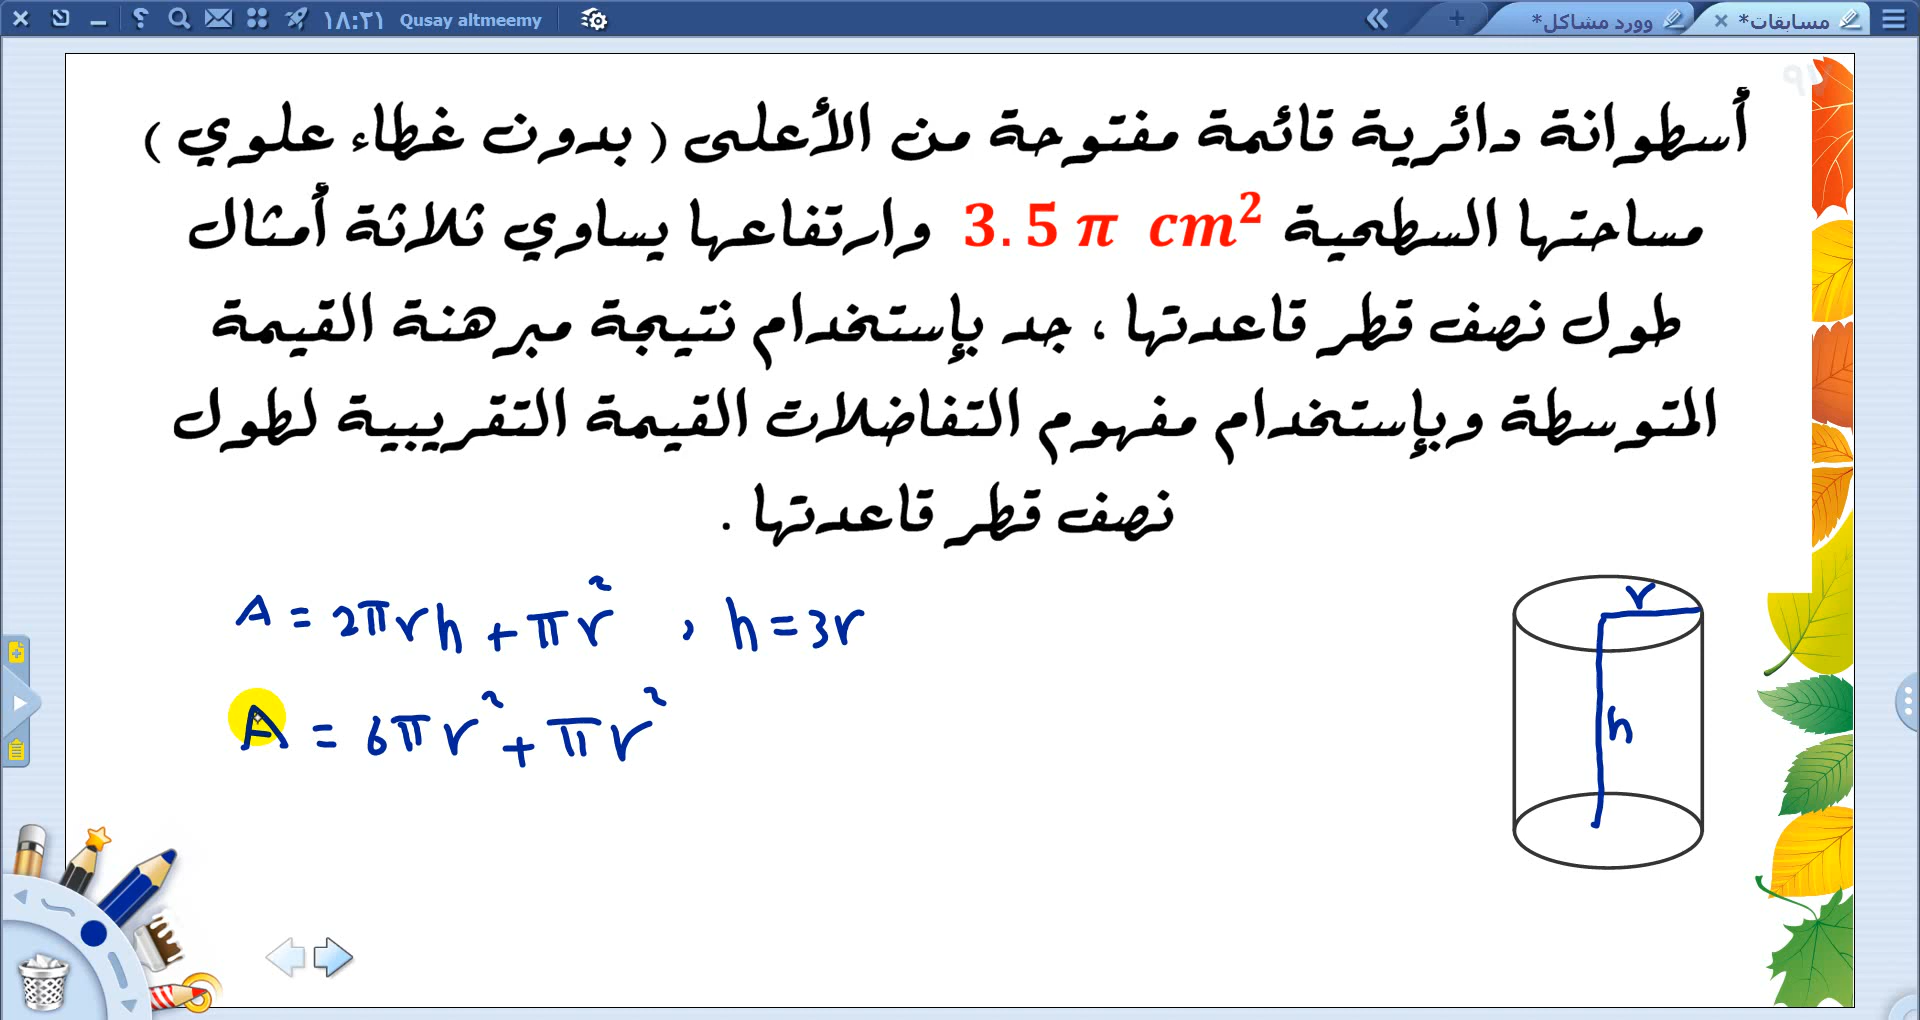 ١٨:٣١ Qusay altmeemy
وورد مشاكل*
مسابقات*
أسطوانة دائرية قائمة مفتوحة من الأعلى ( بدون غطاء علوي )
مساحتها السطحية 3.5 π cm² وارتفاعها يساوي ثلاثة أمثال
طول نصف قطر قاعدتها ، جد بإستخدام نتيجة مبرهنة القيمة
المتوسطة وبإستخدام مفهوم التفاضلات القيمة التقريبية لطول
نصف قطر قاعدتها .
A = 2πrh + πr² , h = 3r
A = 6πr² + πr²
r
h